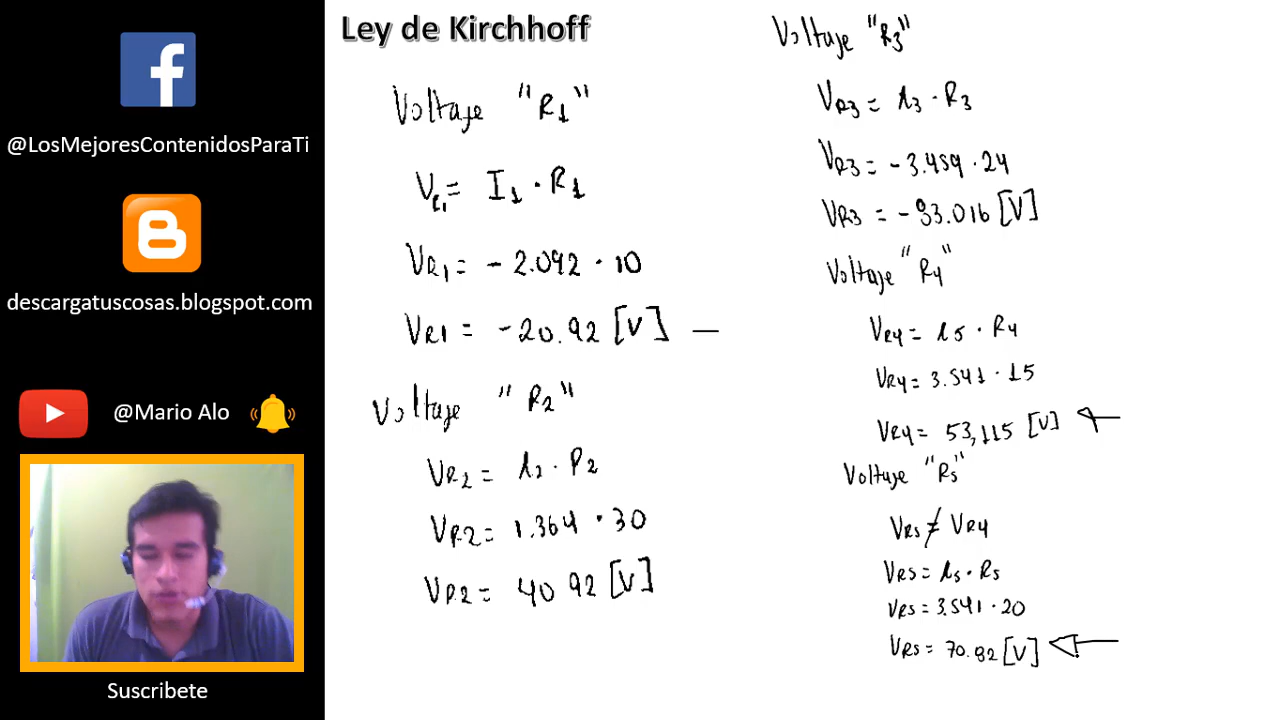 Ley de Kirchhoff
@LosMejoresContenidosParaTi
descargatuscosas.blogspot.com
@Mario Alo
Suscribete
Voltaje "R1"
VR1 = I1 · R1
VR1 = - 2.092 · 10
VR1 = -20.92 [V] —
Voltaje "R2"
VR2 = i2 · R2
VR2 = 1.364 · 30
VR2 = 40 92 [V]
Voltaje "R3"
VR3 = i3 · R3
VR3 = - 3.459 · 24
VR3 = - 83.016 [V]
Voltaje "R4"
VR4 = i5 · R4
VR4 = 3.541 · 15
VR4 = 53,115 [V]
Voltaje "R5"
VR5 ≠ VR4
VR5 = i5 · R5
VR5 = 3.541 · 20
VR5 = 70.82 [V]